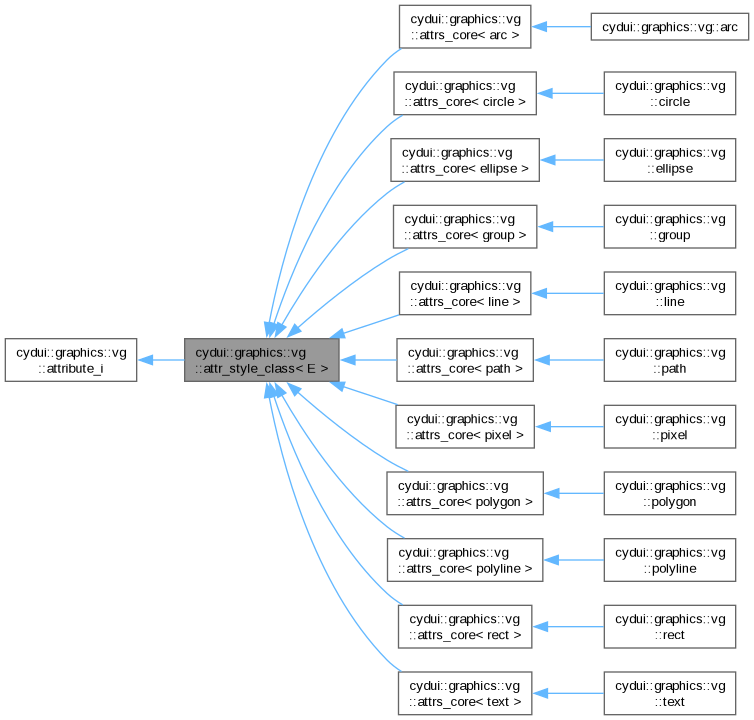 cydui::graphics::vg
::attribute_i
cydui::graphics::vg
::attr_style_class< E >
cydui::graphics::vg
::attrs_core< arc >
cydui::graphics::vg::arc
cydui::graphics::vg
::attrs_core< circle >
cydui::graphics::vg
::circle
cydui::graphics::vg
::attrs_core< ellipse >
cydui::graphics::vg
::ellipse
cydui::graphics::vg
::attrs_core< group >
cydui::graphics::vg
::group
cydui::graphics::vg
::attrs_core< line >
cydui::graphics::vg
::line
cydui::graphics::vg
::attrs_core< path >
cydui::graphics::vg
::path
cydui::graphics::vg
::attrs_core< pixel >
cydui::graphics::vg
::pixel
cydui::graphics::vg
::attrs_core< polygon >
cydui::graphics::vg
::polygon
cydui::graphics::vg
::attrs_core< polyline >
cydui::graphics::vg
::polyline
cydui::graphics::vg
::attrs_core< rect >
cydui::graphics::vg
::rect
cydui::graphics::vg
::attrs_core< text >
cydui::graphics::vg
::text